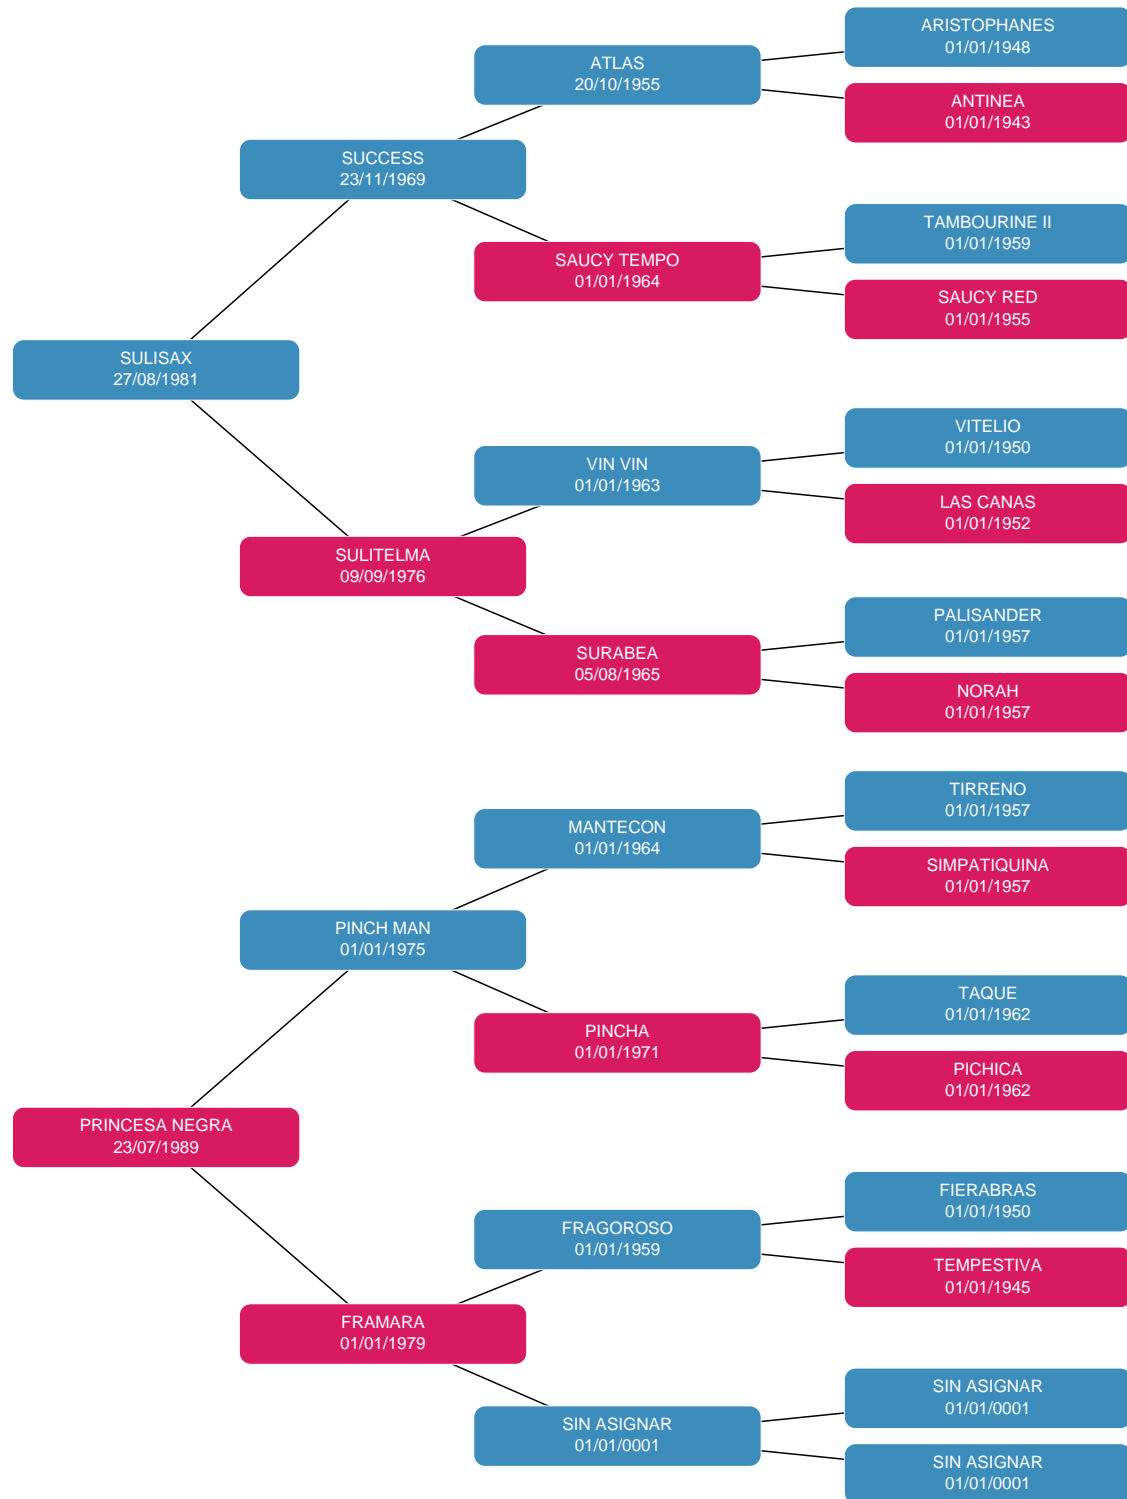 ARISTOPHANES
01/01/1948
ATLAS
20/10/1955
ANTINEA
01/01/1943
SUCCESS
23/11/1969
TAMBOURINE II
01/01/1959
SAUCY TEMPO
01/01/1964
SAUCY RED
01/01/1955
SULISAX
27/08/1981
VITELIO
01/01/1950
VIN VIN
01/01/1963
LAS CANAS
01/01/1952
SULITELMA
09/09/1976
PALISANDER
01/01/1957
SURABEA
05/08/1965
NORAH
01/01/1957
TIRRENO
01/01/1957
MANTECON
01/01/1964
SIMPATIQUINA
01/01/1957
PINCH MAN
01/01/1975
TAQUE
01/01/1962
PINCHA
01/01/1971
PICHICA
01/01/1962
PRINCESA NEGRA
23/07/1989
FIERABRAS
01/01/1950
FRAGOROSO
01/01/1959
TEMPESTIVA
01/01/1945
FRAMARA
01/01/1979
SIN ASIGNAR
01/01/0001
SIN ASIGNAR
01/01/0001
SIN ASIGNAR
01/01/0001